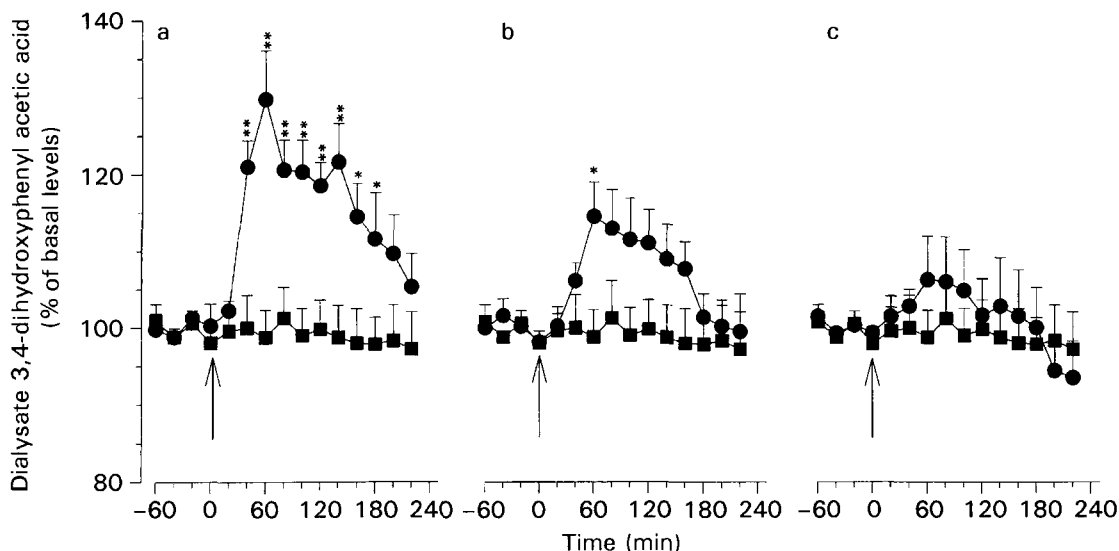 Dialysate 3,4-dihydroxyphenyl acetic acid
(% of basal levels)
140
120
100
80
a
**
**
**
**
**
**
*
*
b
*
c
-60 0 60 120 180 240
-60 0 60 120 180 240
-60 0 60 120 180 240
Time (min)